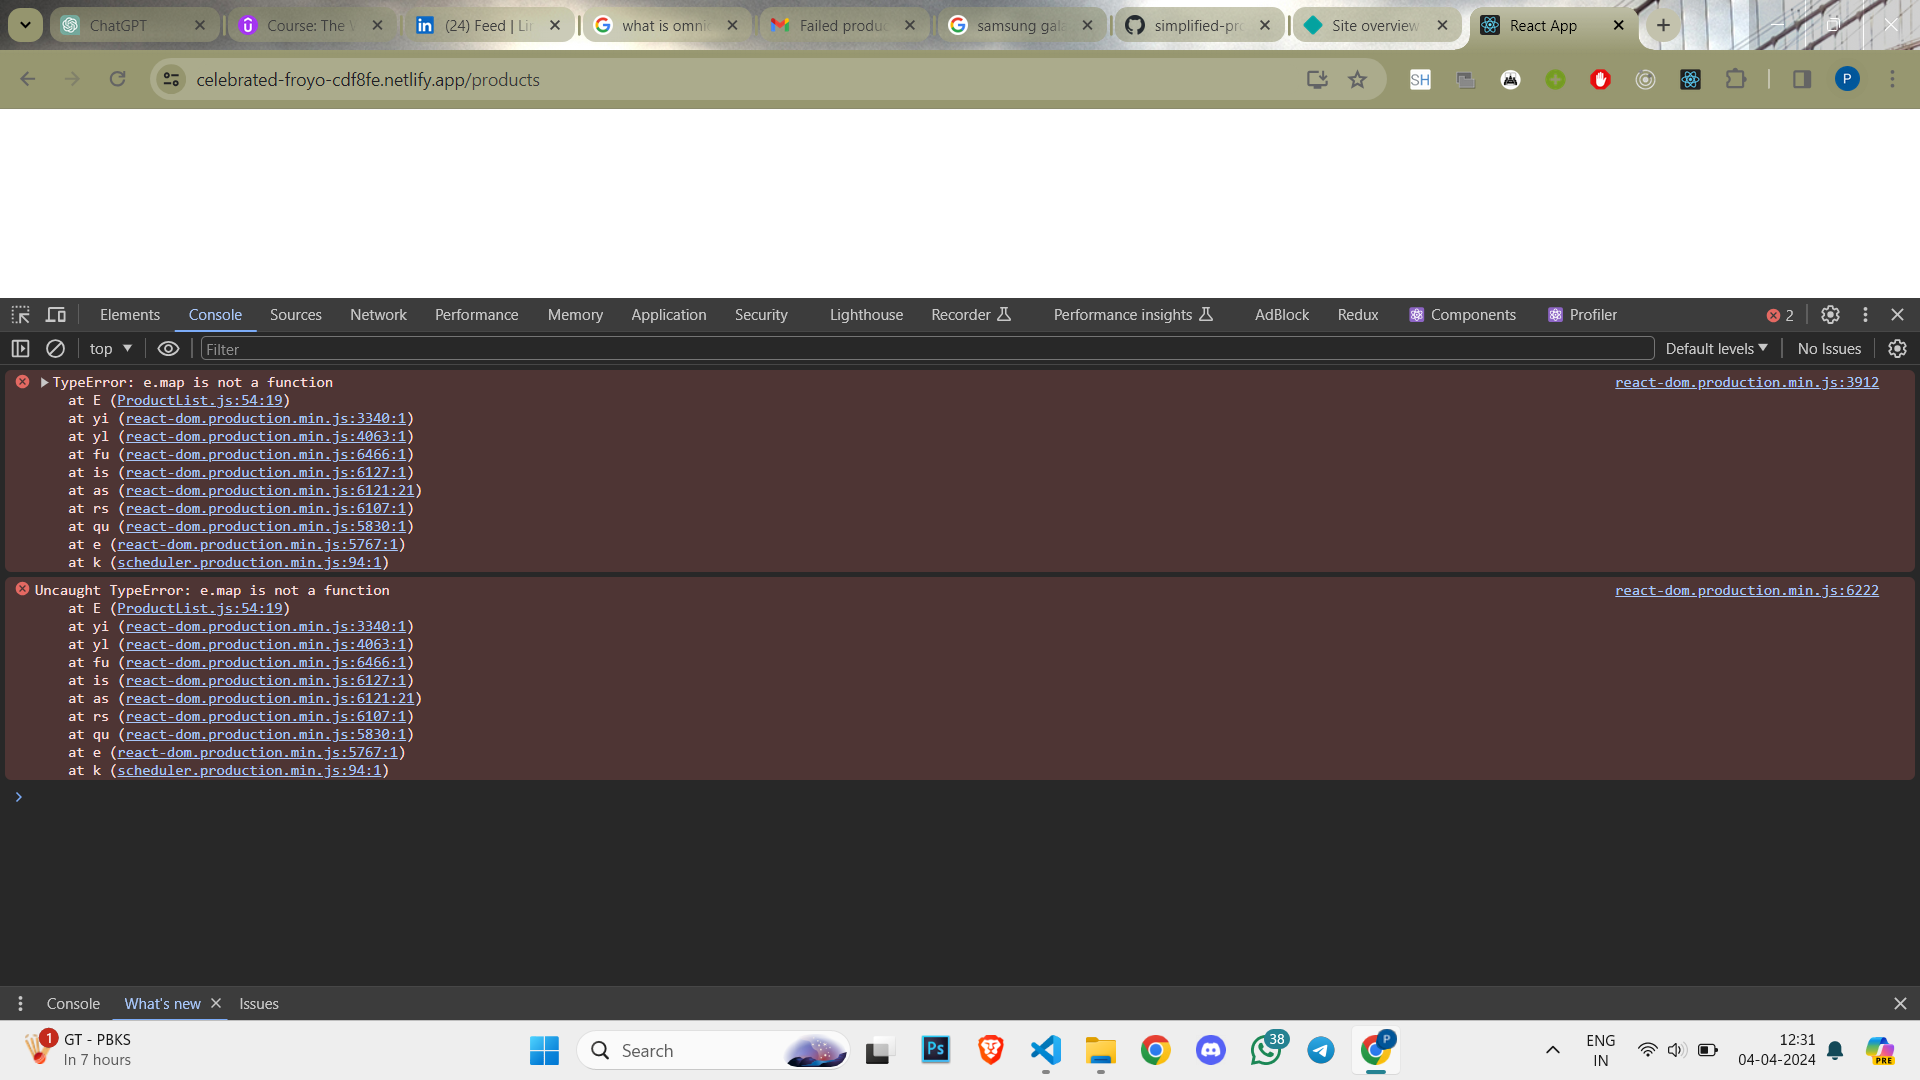 ChatGPT
Course: The W
(24) Feed | Lin
what is omnic
Failed produc
samsung gala
simplified-pro
Site overview
React App
celebrated-froyo-cdf8fe.netlify.app/products
SH
P
Elements Console Sources Network Performance Memory Application Security Lighthouse Recorder Performance insights AdBlock Redux Components Profiler 2
top Filter Default levels No Issues
TypeError: e.map is not a function react-dom.production.min.js:3912
at E (ProductList.js:54:19)
at yi (react-dom.production.min.js:3340:1)
at yl (react-dom.production.min.js:4063:1)
at fu (react-dom.production.min.js:6466:1)
at is (react-dom.production.min.js:6127:1)
at as (react-dom.production.min.js:6121:21)
at rs (react-dom.production.min.js:6107:1)
at qu (react-dom.production.min.js:5830:1)
at e (react-dom.production.min.js:5767:1)
at k (scheduler.production.min.js:94:1)
Uncaught TypeError: e.map is not a function react-dom.production.min.js:6222
at E (ProductList.js:54:19)
at yi (react-dom.production.min.js:3340:1)
at yl (react-dom.production.min.js:4063:1)
at fu (react-dom.production.min.js:6466:1)
at is (react-dom.production.min.js:6127:1)
at as (react-dom.production.min.js:6121:21)
at rs (react-dom.production.min.js:6107:1)
at qu (react-dom.production.min.js:5830:1)
at e (react-dom.production.min.js:5767:1)
at k (scheduler.production.min.js:94:1)
Console What's new Issues
1
GT - PBKS
In 7 hours
Search
Ps
38
P
ENG
IN
12:31
04-04-2024
PRE